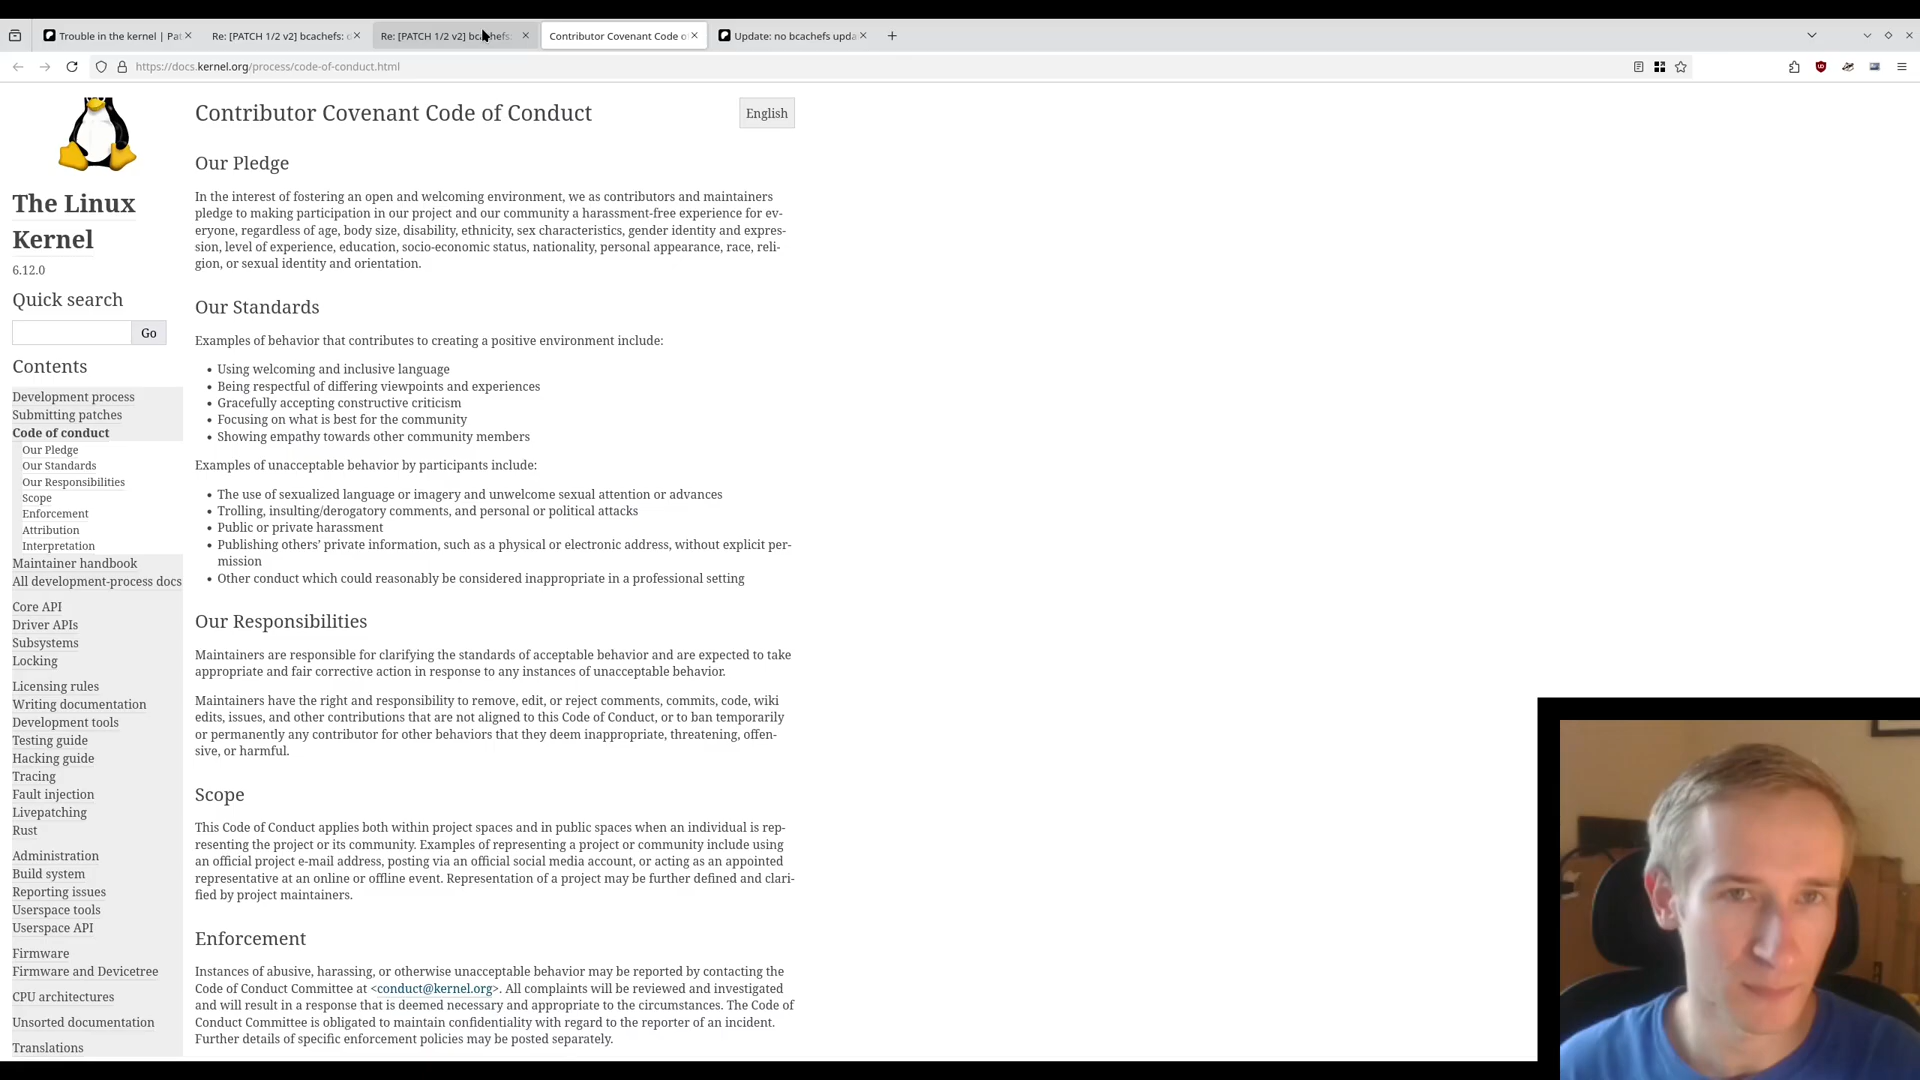 Trouble in the kernel | Pat
Re: [PATCH 1/2 v2] bcachefs: d
Re: [PATCH 1/2 v2] bcachefs:
Contributor Covenant Code o
Update: no bcachefs upda
https://docs.kernel.org/process/code-of-conduct.html
The Linux
Kernel
6.12.0
Quick search
Go
Contents
Development process
Submitting patches
Code of conduct
Our Pledge
Our Standards
Our Responsibilities
Scope
Enforcement
Attribution
Interpretation
Maintainer handbook
All development-process docs
Core API
Driver APIs
Subsystems
Locking
Licensing rules
Writing documentation
Development tools
Testing guide
Hacking guide
Tracing
Fault injection
Livepatching
Rust
Administration
Build system
Reporting issues
Userspace tools
Userspace API
Firmware
Firmware and Devicetree
CPU architectures
Unsorted documentation
Translations
Contributor Covenant Code of Conduct
English
Our Pledge
In the interest of fostering an open and welcoming environment, we as contributors and maintainers
pledge to making participation in our project and our community a harassment-free experience for ev-
eryone, regardless of age, body size, disability, ethnicity, sex characteristics, gender identity and expres-
sion, level of experience, education, socio-economic status, nationality, personal appearance, race, reli-
gion, or sexual identity and orientation.
Our Standards
Examples of behavior that contributes to creating a positive environment include:
• Using welcoming and inclusive language
• Being respectful of differing viewpoints and experiences
• Gracefully accepting constructive criticism
• Focusing on what is best for the community
• Showing empathy towards other community members
Examples of unacceptable behavior by participants include:
• The use of sexualized language or imagery and unwelcome sexual attention or advances
• Trolling, insulting/derogatory comments, and personal or political attacks
• Public or private harassment
• Publishing others’ private information, such as a physical or electronic address, without explicit per-
mission
• Other conduct which could reasonably be considered inappropriate in a professional setting
Our Responsibilities
Maintainers are responsible for clarifying the standards of acceptable behavior and are expected to take
appropriate and fair corrective action in response to any instances of unacceptable behavior.
Maintainers have the right and responsibility to remove, edit, or reject comments, commits, code, wiki
edits, issues, and other contributions that are not aligned to this Code of Conduct, or to ban temporarily
or permanently any contributor for other behaviors that they deem inappropriate, threatening, offen-
sive, or harmful.
Scope
This Code of Conduct applies both within project spaces and in public spaces when an individual is rep-
resenting the project or its community. Examples of representing a project or community include using
an official project e-mail address, posting via an official social media account, or acting as an appointed
representative at an online or offline event. Representation of a project may be further defined and clari-
fied by project maintainers.
Enforcement
Instances of abusive, harassing, or otherwise unacceptable behavior may be reported by contacting the
Code of Conduct Committee at <conduct@kernel.org>. All complaints will be reviewed and investigated
and will result in a response that is deemed necessary and appropriate to the circumstances. The Code of
Conduct Committee is obligated to maintain confidentiality with regard to the reporter of an incident.
Further details of specific enforcement policies may be posted separately.